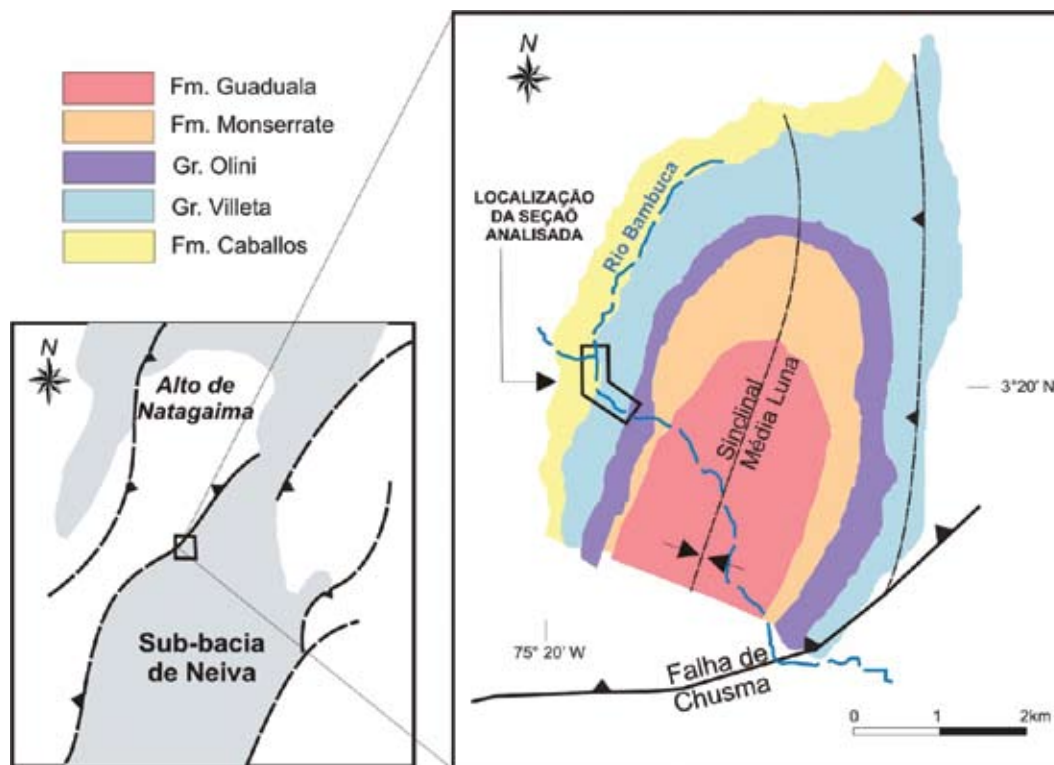 Fm. Guaduala
Fm. Monserrate
Gr. Olini
Gr. Villeta
Fm. Caballos
N
Alto de
Natagaima
Sub-bacia
de Neiva
N
LOCALIZAÇÃO
DA SEÇAÕ
ANALISADA
Rio Bambuca
Sinclinal
Média Luna
3° 20' N
75° 20' W
Falha de
Chusma
0 1 2km